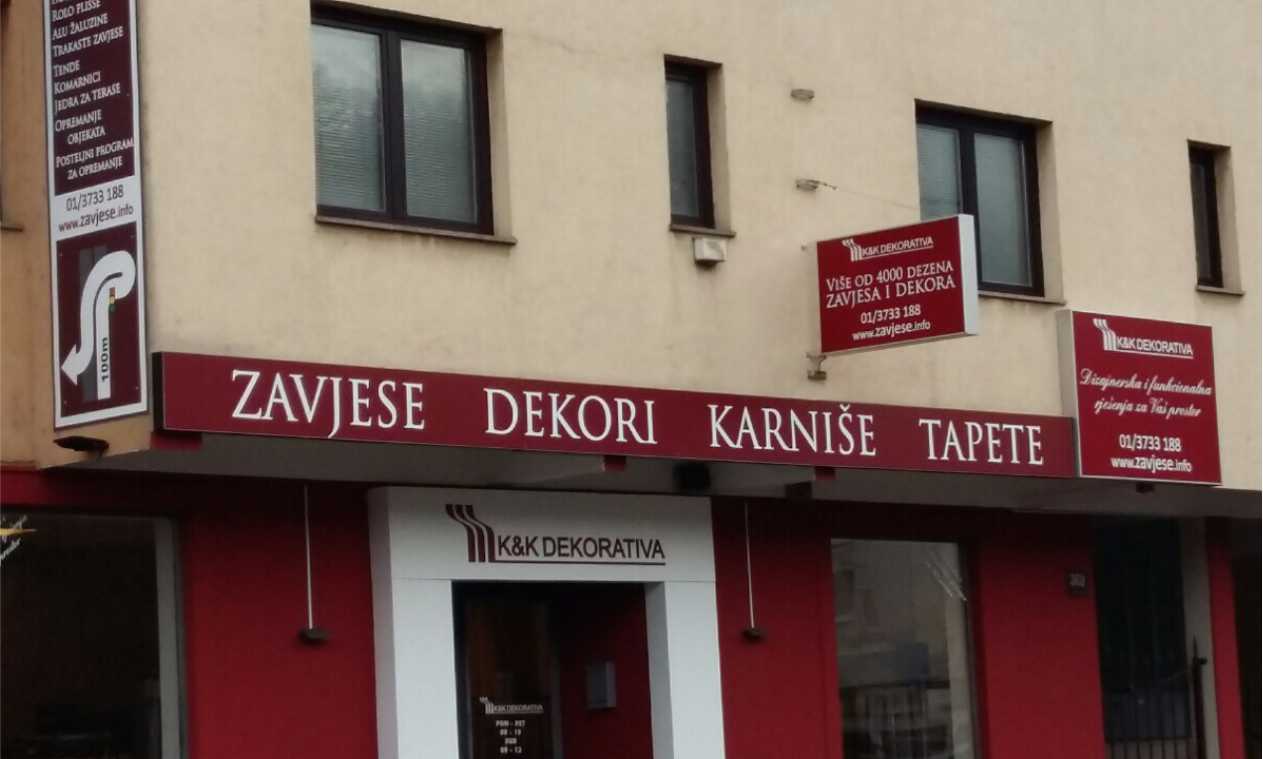 ROLO PLISSE
ALU ŽALUZINE
TRAKASTE ZAVJESE
TENDE
KOMARNICI
JEDRA ZA TERASE
OPREMANJE
OBJEKATA
POSTELJNI PROGRAM
ZA OPREMANJE
01/3733 188
www.zavjese.info
100m
K&K DEKORATIVA
VIŠE OD 4000 DEZENA
ZAVJESA I DEKORA
01/3733 188
www.zavjese.info
K&K DEKORATIVA
Dizajnerska i funkcionalna
rješenja za Vaš prostor
01/3733 188
www.zavjese.info
ZAVJESE DEKORI KARNIŠE TAPETE
K&K DEKORATIVA
K&K DEKORATIVA
PON - PET